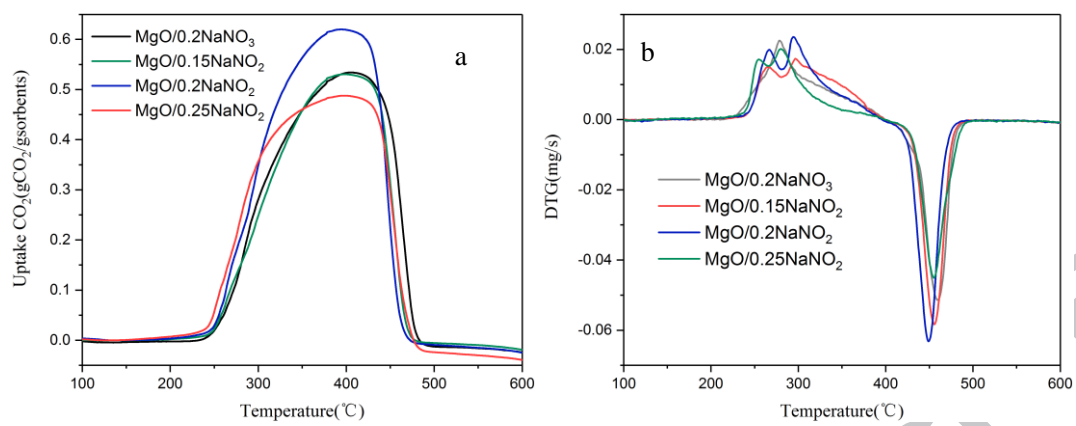 a
MgO/0.2NaNO₃
MgO/0.15NaNO₂
MgO/0.2NaNO₂
MgO/0.25NaNO₂
Uptake CO₂(gCO₂/gsorbents)
0.6
0.5
0.4
0.3
0.2
0.1
0.0
100 200 300 400 500 600
Temperature(℃)
b
MgO/0.2NaNO₃
MgO/0.15NaNO₂
MgO/0.2NaNO₂
MgO/0.25NaNO₂
DTG(mg/s)
0.02
0.00
-0.02
-0.04
-0.06
100 200 300 400 500 600
Temperature(℃)